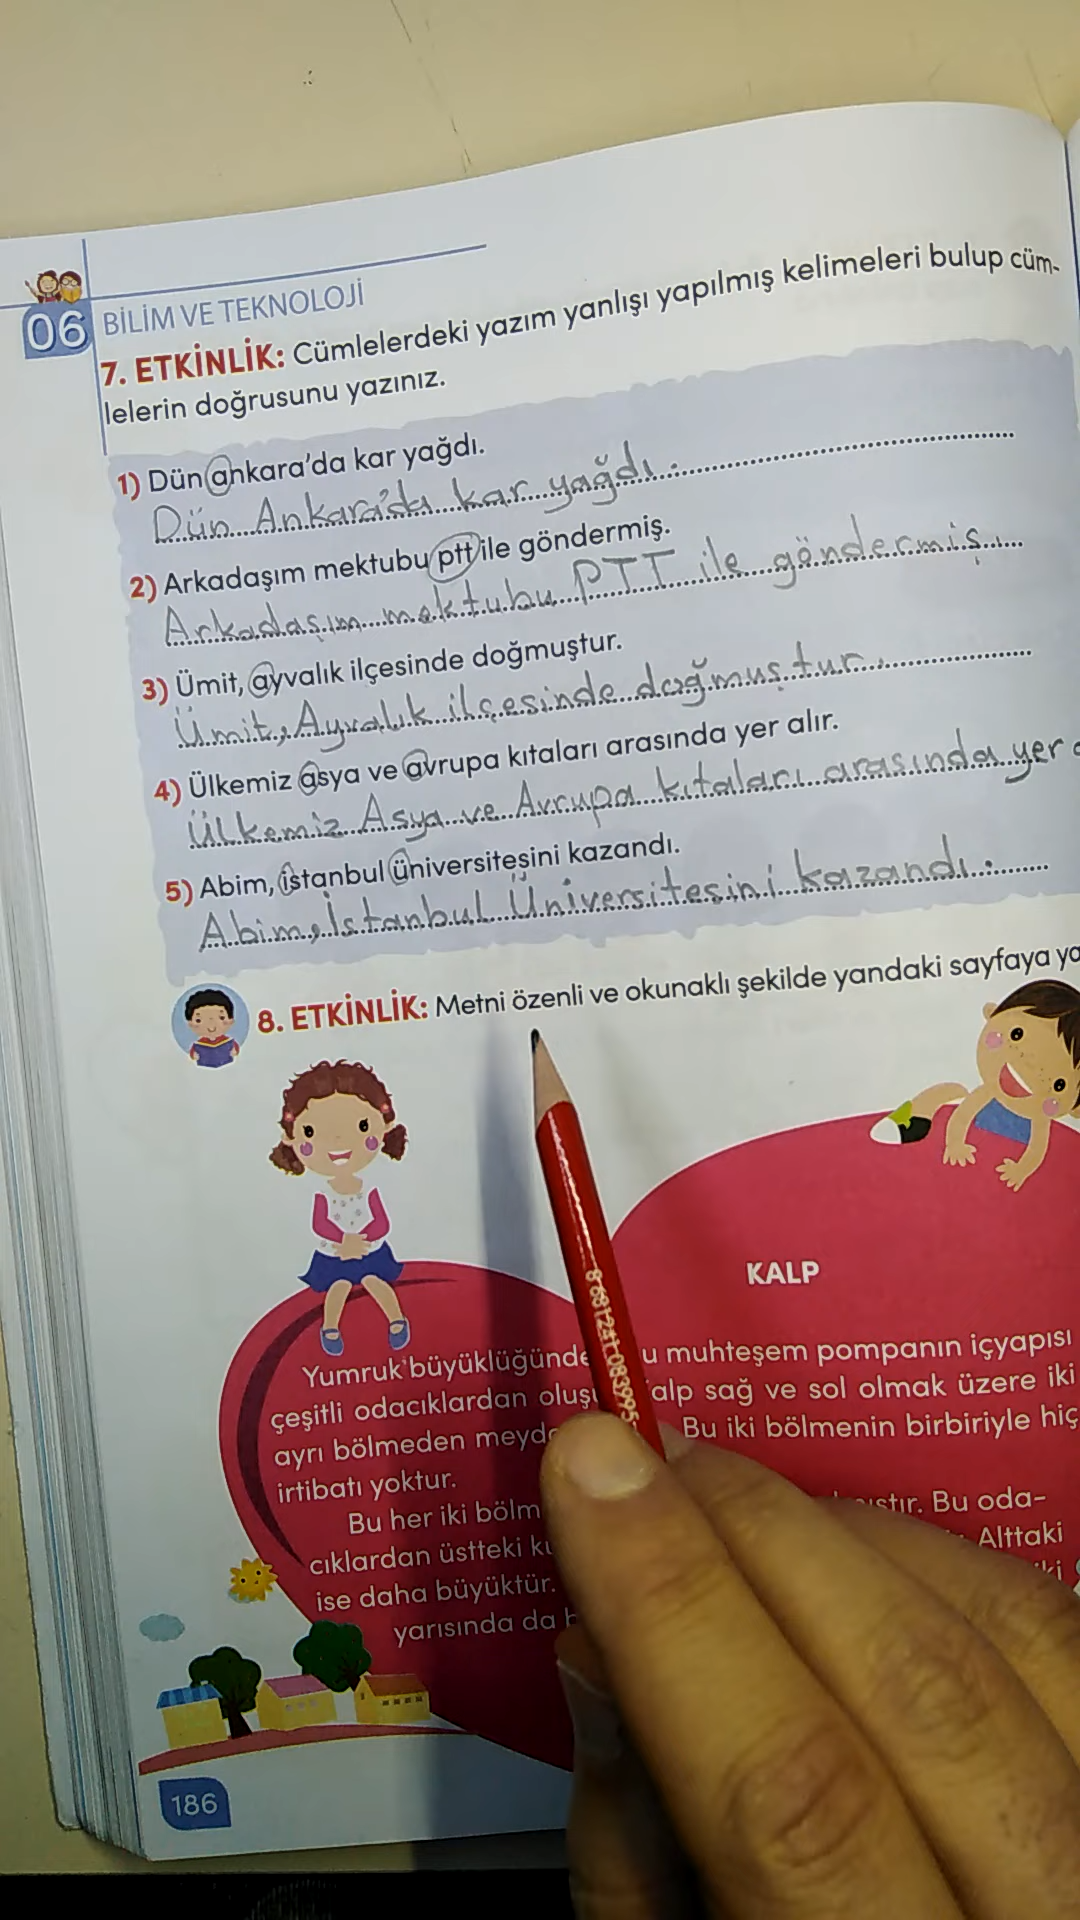 06 BİLİM VE TEKNOLOJİ
7. ETKİNLİK: Cümlelerdeki yazım yanlışı yapılmış kelimeleri bulup cüm-
lelerin doğrusunu yazınız.
1) Dün ankara'da kar yağdı.
Dün Ankara'da kar yağdı.
2) Arkadaşım mektubu ptt ile göndermiş.
Arkadaşım mektubu PTT ile göndermiş.
3) Ümit, ayvalık ilçesinde doğmuştur.
Ümit, Ayvalık ilçesinde doğmuştur.
4) Ülkemiz asya ve avrupa kıtaları arasında yer alır.
Ülkemiz Asya ve Avrupa kıtaları arasında yer
5) Abim, istanbul üniversitesini kazandı.
Abim, İstanbul Üniversitesini kazandı.
8. ETKİNLİK: Metni özenli ve okunaklı şekilde yandaki sayfaya
KALP
Yumruk büyüklüğünde muhteşem pompanın içyapısı
çeşitli odacıklardan sağ ve sol olmak üzere iki
ayrı bölmeden Bu iki bölmenin birbiriyle hiç
irtibatı yoktur.
Bu her iki Bu oda-
cıklardan üstteki Alttaki
ise daha büyüktür.
yarısında da
186